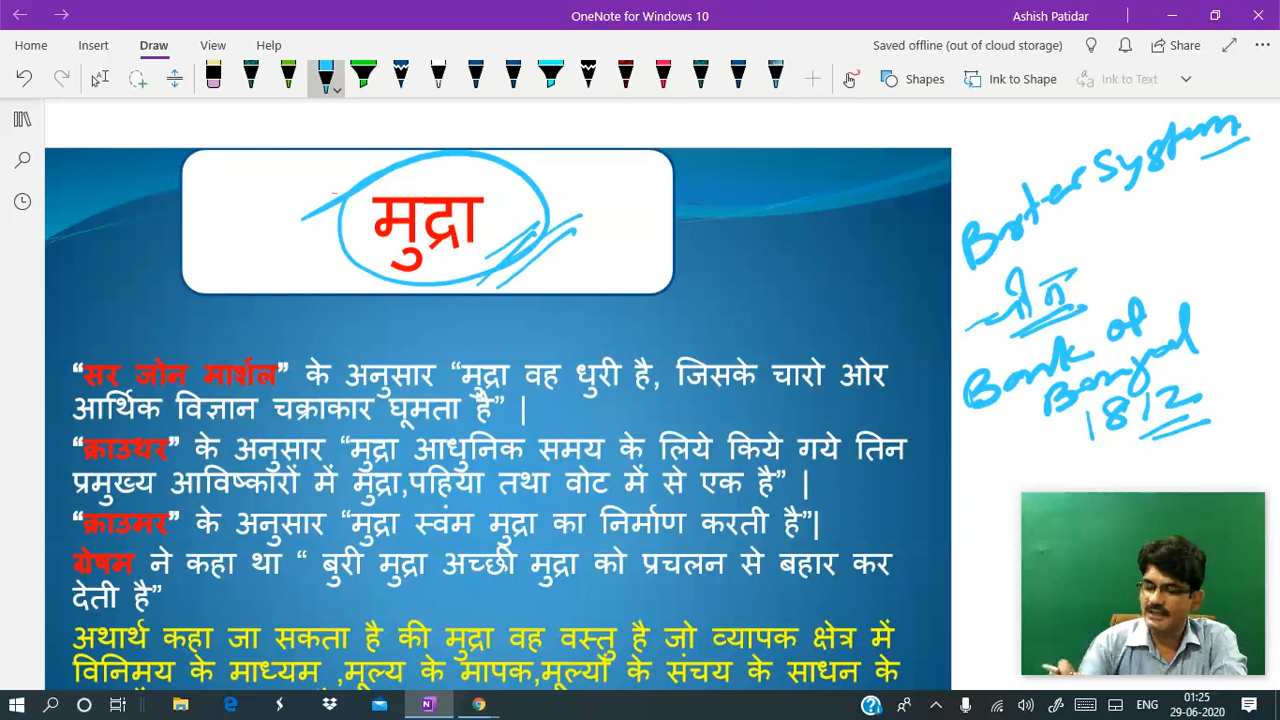 OneNote for Windows 10
Ashish Patidar
Home Insert Draw View Help
Saved offline (out of cloud storage)
Share
Shapes
Ink to Shape
Ink to Text
मुद्रा
“सर जोन मार्शल” के अनुसार “मुद्रा वह धुरी है, जिसके चारो ओर
आर्थिक विज्ञान चक्राकार घूमता है” |
“क्राउथर” के अनुसार “मुद्रा आधुनिक समय के लिये किये गये तिन
प्रमुख्य आविष्कारों में मुद्रा,पहिया तथा वोट में से एक है” |
“क्राउमर” के अनुसार “मुद्रा स्वंम मुद्रा का निर्माण करती है”|
ग्रेषम ने कहा था “ बुरी मुद्रा अच्छी मुद्रा को प्रचलन से बहार कर
देती है”
अथार्थ कहा जा सकता है की मुद्रा वह वस्तु है जो व्यापक क्षेत्र में
विनिमय के माध्यम ,मूल्य के मापक,मूल्यों के संचय के साधन के
Barter System
चीन
Bank of
Bangal
1812
ENG
01:25
29-06-2020